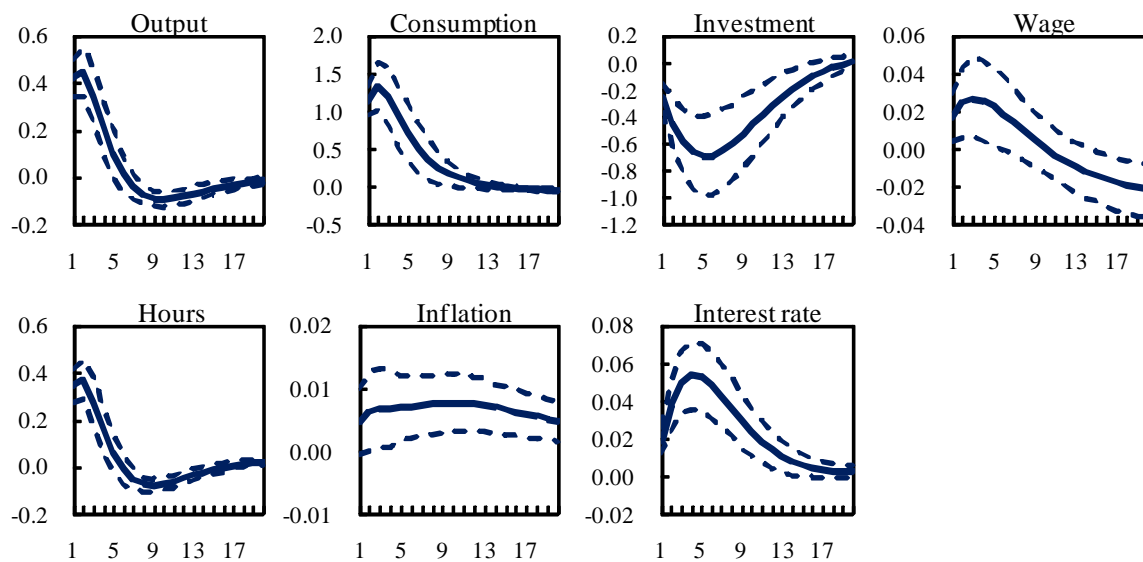 Output
0.6
0.4
0.2
0.0
-0.2
1 5 9 13 17
Consumption
2.0
1.5
1.0
0.5
0.0
-0.5
1 5 9 13 17
Investment
0.2
0.0
-0.2
-0.4
-0.6
-0.8
-1.0
-1.2
1 5 9 13 17
Wage
0.06
0.04
0.02
0.00
-0.02
-0.04
1 5 9 13 17
Hours
0.6
0.4
0.2
0.0
-0.2
1 5 9 13 17
Inflation
0.02
0.01
0.00
-0.01
1 5 9 13 17
Interest rate
0.08
0.06
0.04
0.02
0.00
-0.02
1 5 9 13 17